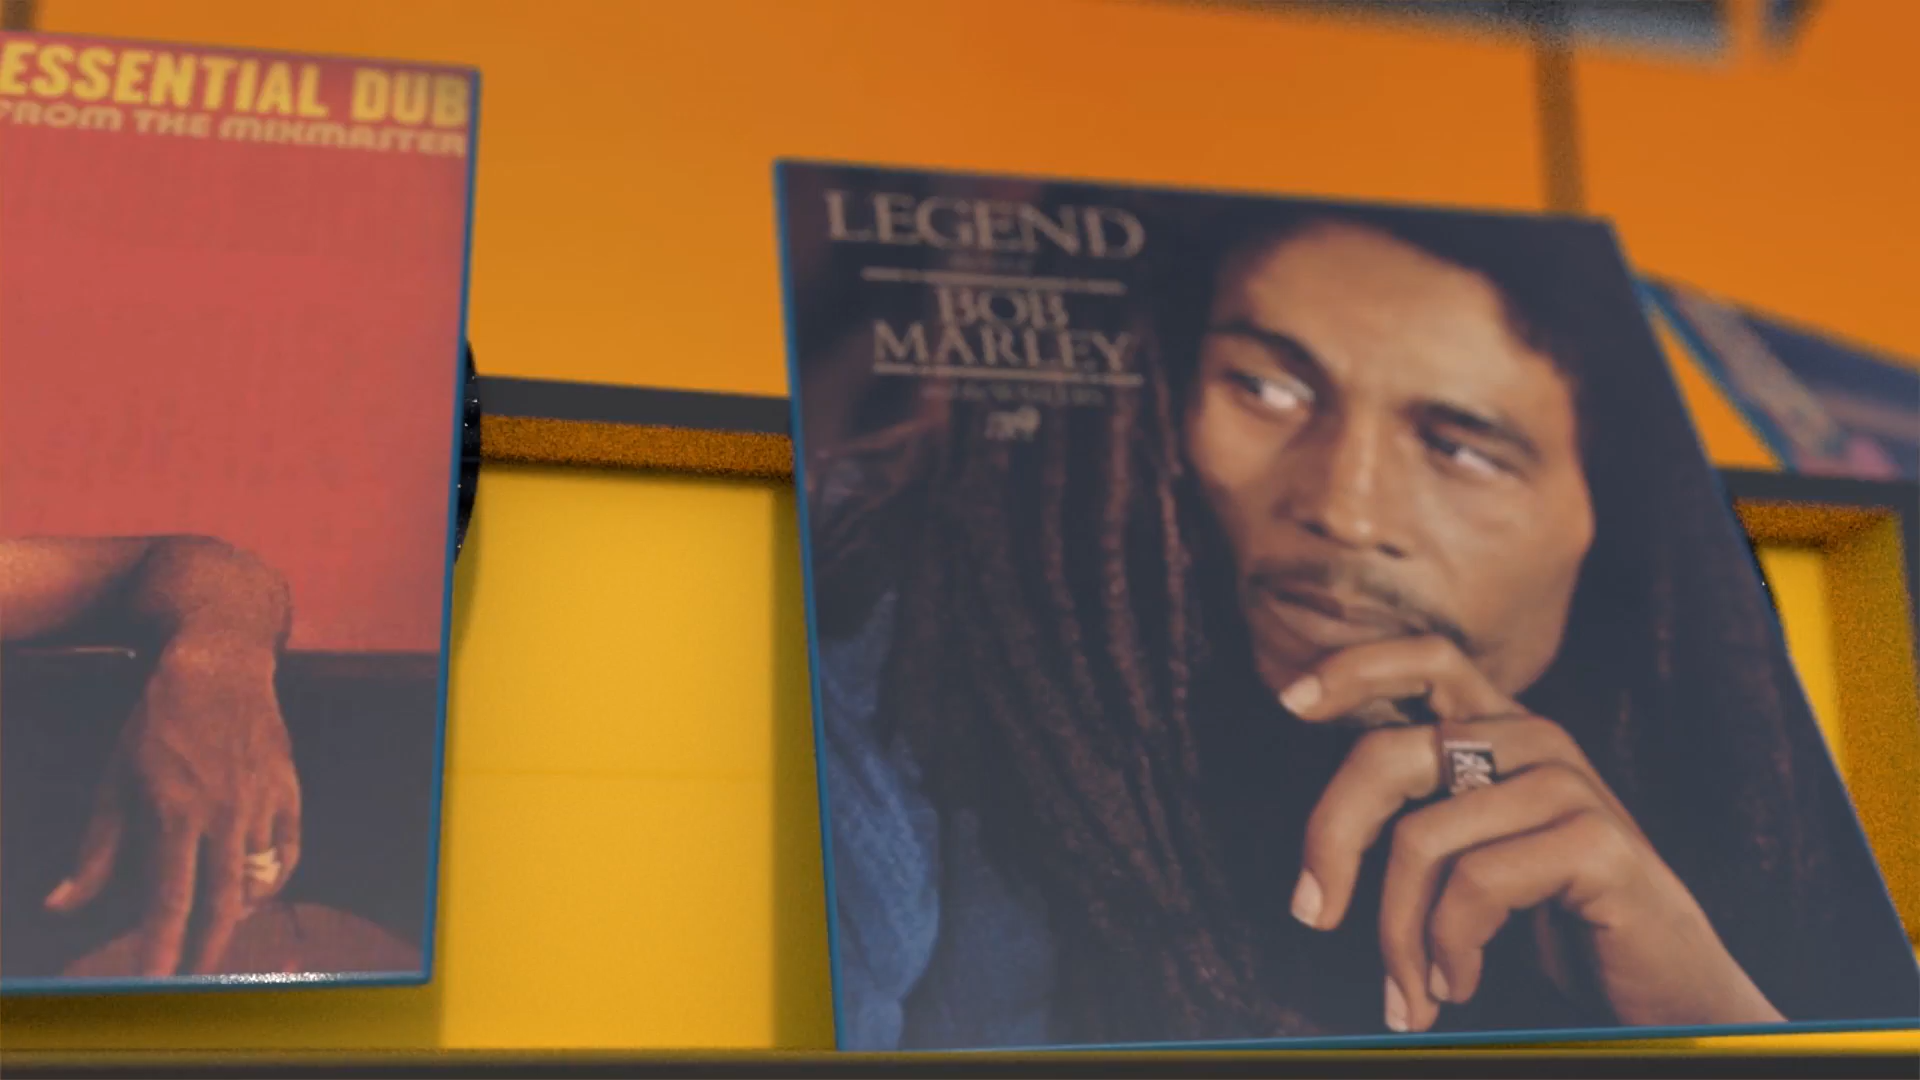 ESSENTIAL DUB
FROM THE MIXMASTER
LEGEND
BOB
MARLEY